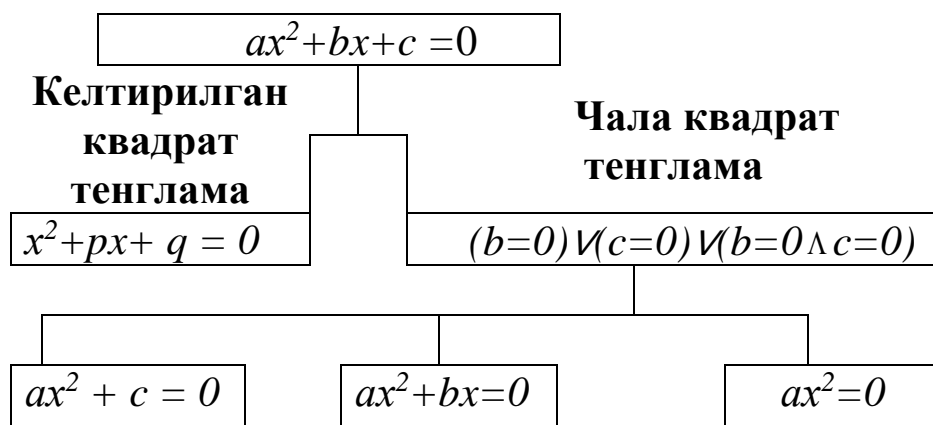 ax²+bx+c =0
Келтирилган
квадрат
тенглама
Чала квадрат
тенглама
x²+px+ q = 0
(b=0)V(c=0)V(b=0∧c=0)
ax² + c = 0
ax²+bx=0
ax²=0